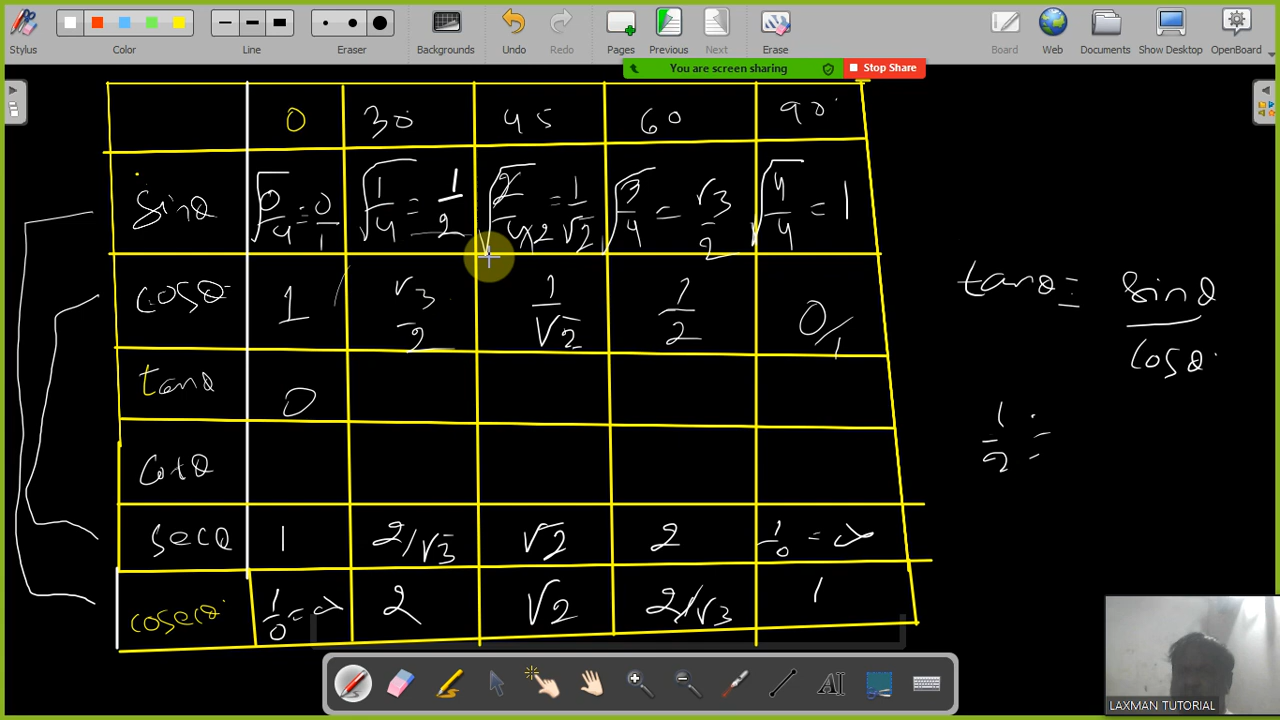 Stylus Color Line Eraser Backgrounds Undo Redo Pages Previous Next Erase Board Web Documents Show Desktop OpenBoard
You are screen sharing Stop Share
0 30 45 60 90
sinθ √0/4 = 0/1 √1/4 = 1/2 √2/4×2 = 1/√2 √3/4 = √3/2 √4/4 = 1
cosθ 1 √3/2 1/√2 1/2 0/1
tanθ 0
cotθ
secθ 1 2/√3 √2 2 1/0 = ∞
cosecθ 1/0 = ∞ 2 √2 2/√3 1
tanθ = sinθ/cosθ
1/2 =
AI
LAXMAN TUTORIAL